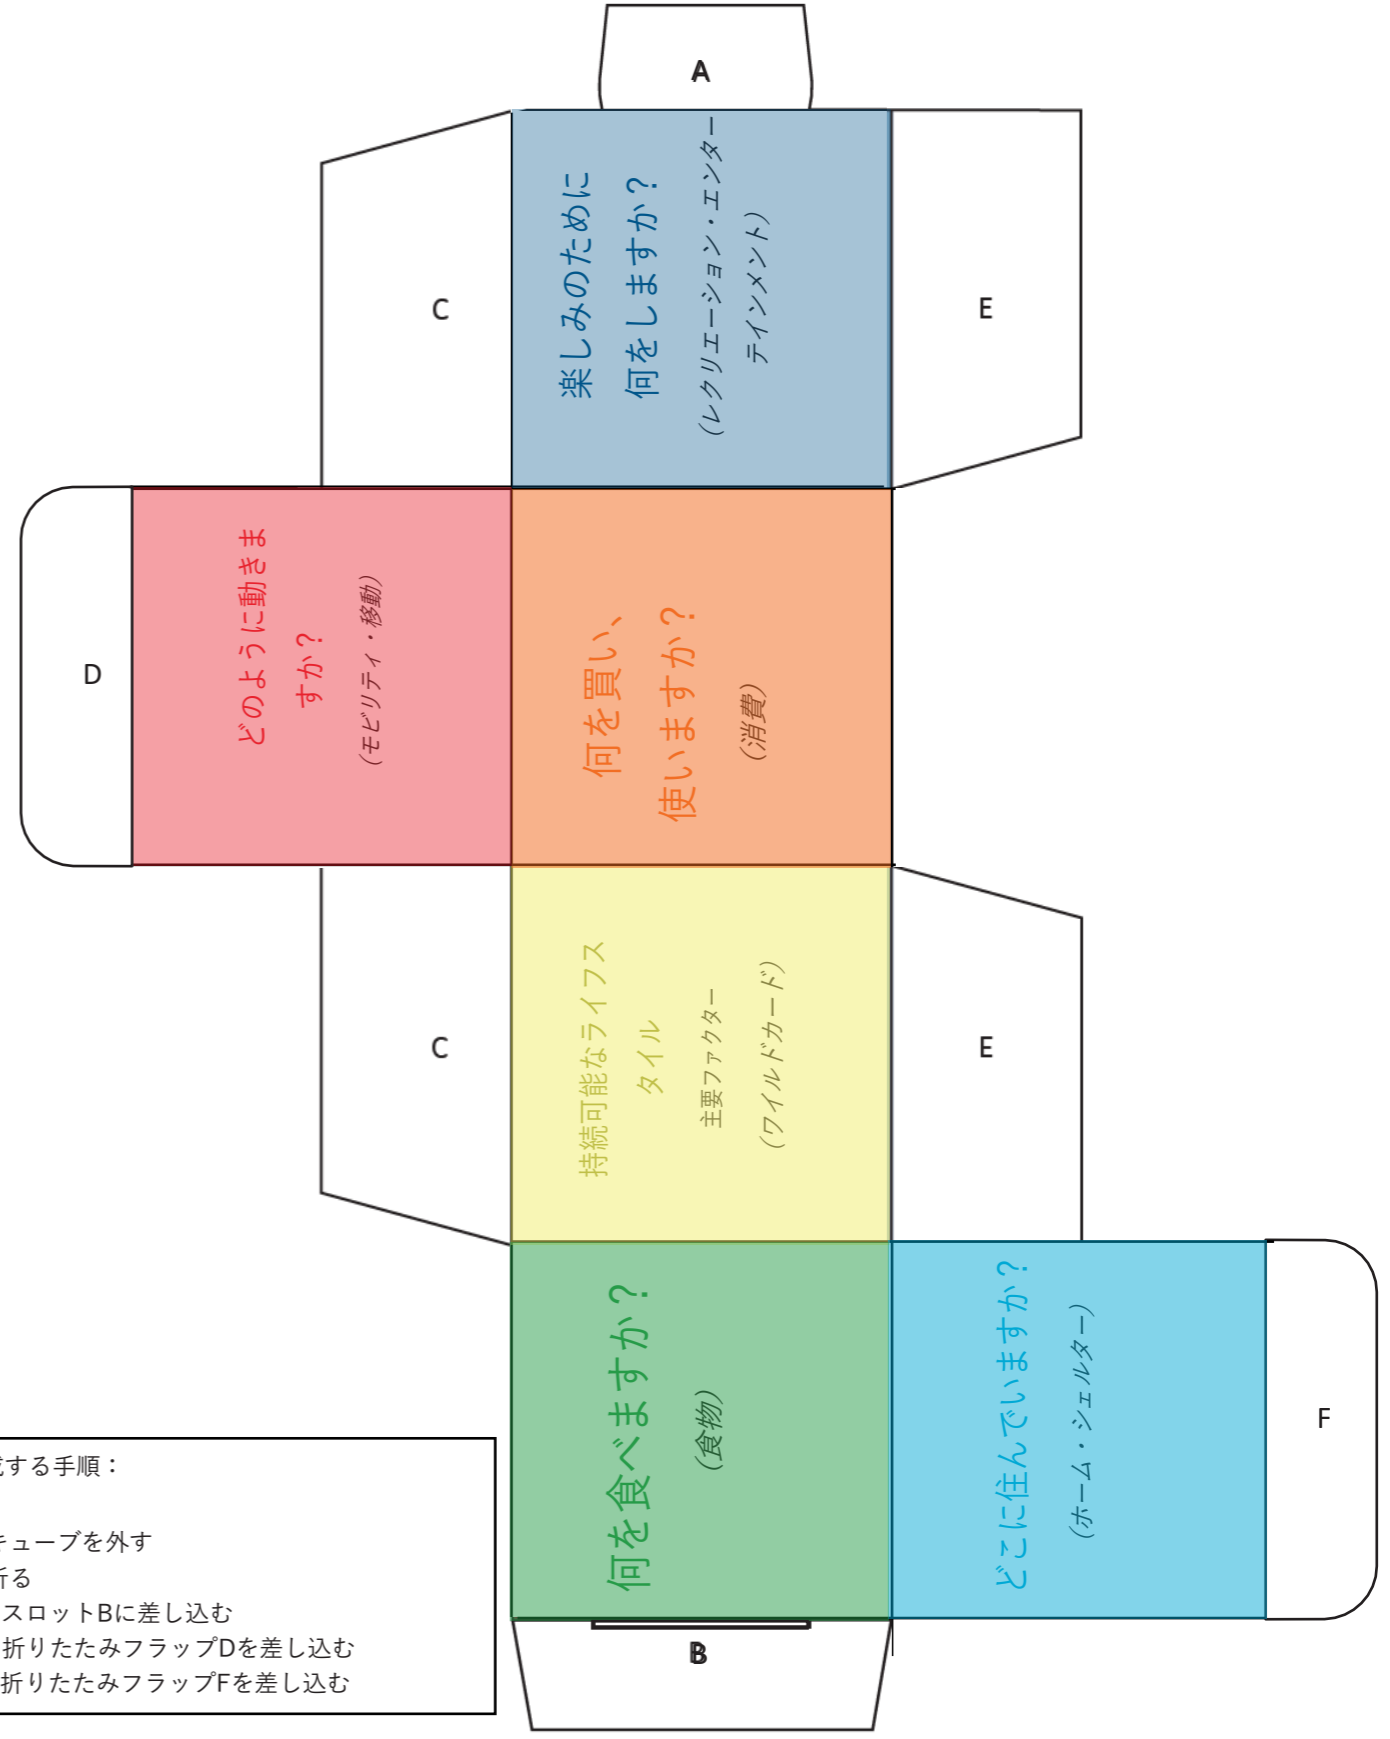 A
C
楽しみのために
何をしますか？
(レクリエーション・エンター
テインメント)
E
D
どのように動きま
すか？
(モビリティ・移動)
何を買い、
使いますか？
(消費)
C
持続可能なライフス
タイル
主要ファクター
(ワイルドカード)
E
何を食べますか？
(食物)
どこに住んでいますか？
(ホーム・シェルター)
F
B
する手順：
キューブを外す
折る
スロットBに差し込む
折りたたみフラップDを差し込む
折りたたみフラップFを差し込む